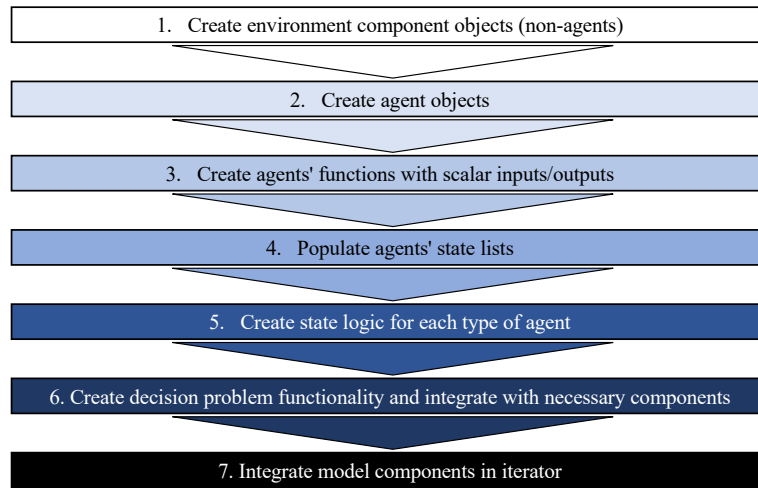 1. Create environment component objects (non-agents)
2. Create agent objects
3. Create agents' functions with scalar inputs/outputs
4. Populate agents' state lists
5. Create state logic for each type of agent
6. Create decision problem functionality and integrate with necessary components
7. Integrate model components in iterator